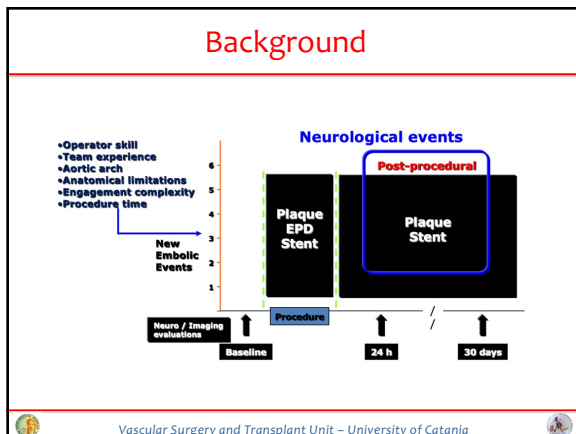 Background
•Operator skill
•Team experience
•Aortic arch
•Anatomical limitations
•Engagement complexity
•Procedure time
Neurological events
Post-procedural
6
5
4
3
2
1
New
Embolic
Events
Plaque
EPD
Stent
Plaque
Stent
Procedure
/
/
Neuro / Imaging
evaluations
Baseline
24 h
30 days
Vascular Surgery and Transplant Unit – University of Catania